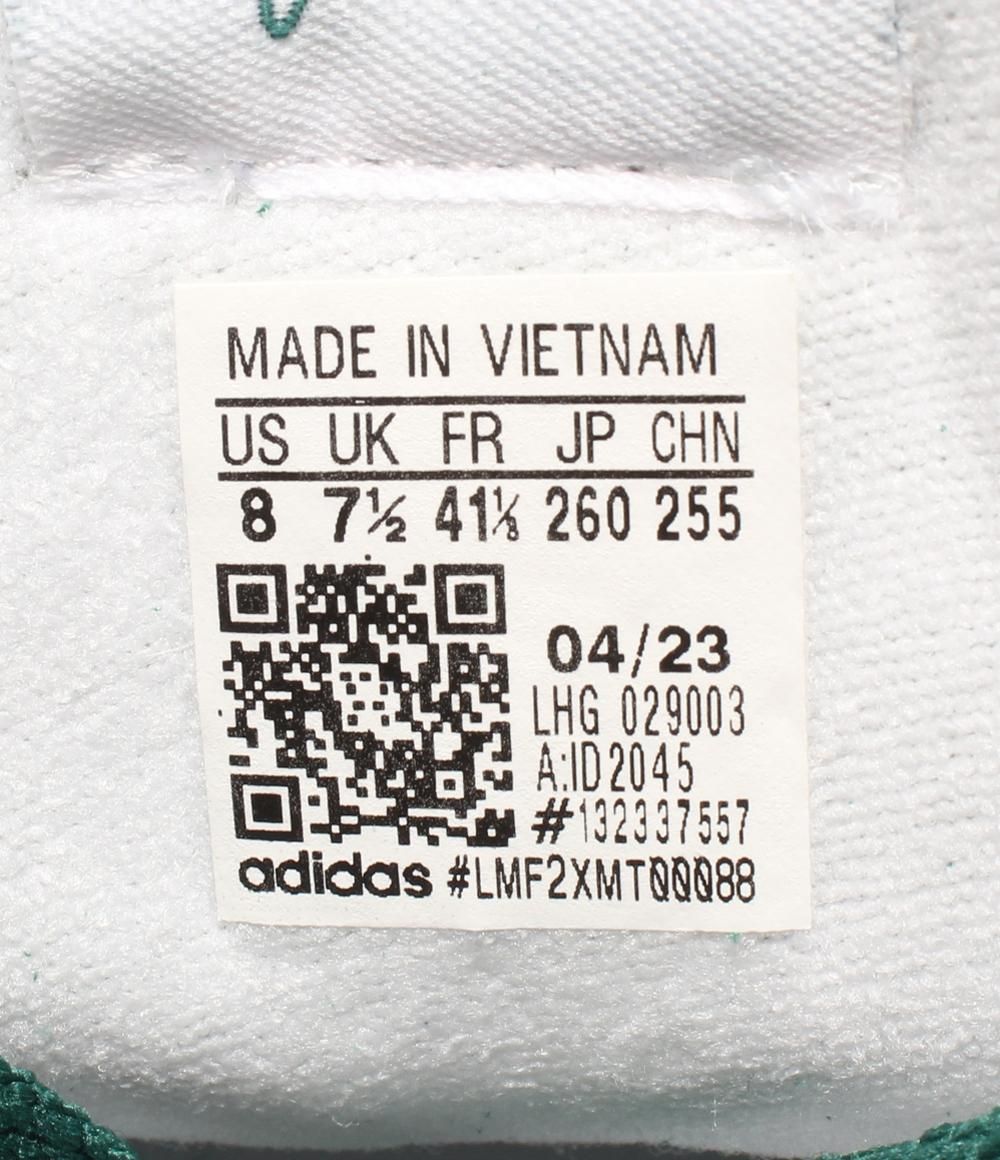 MADE IN VIETNAM
US UK FR JP CHN
8 7½ 41⅓ 260 255
04/23
LHG 029003
A:ID2045
#132337557
adidas #LMF2XMT00088